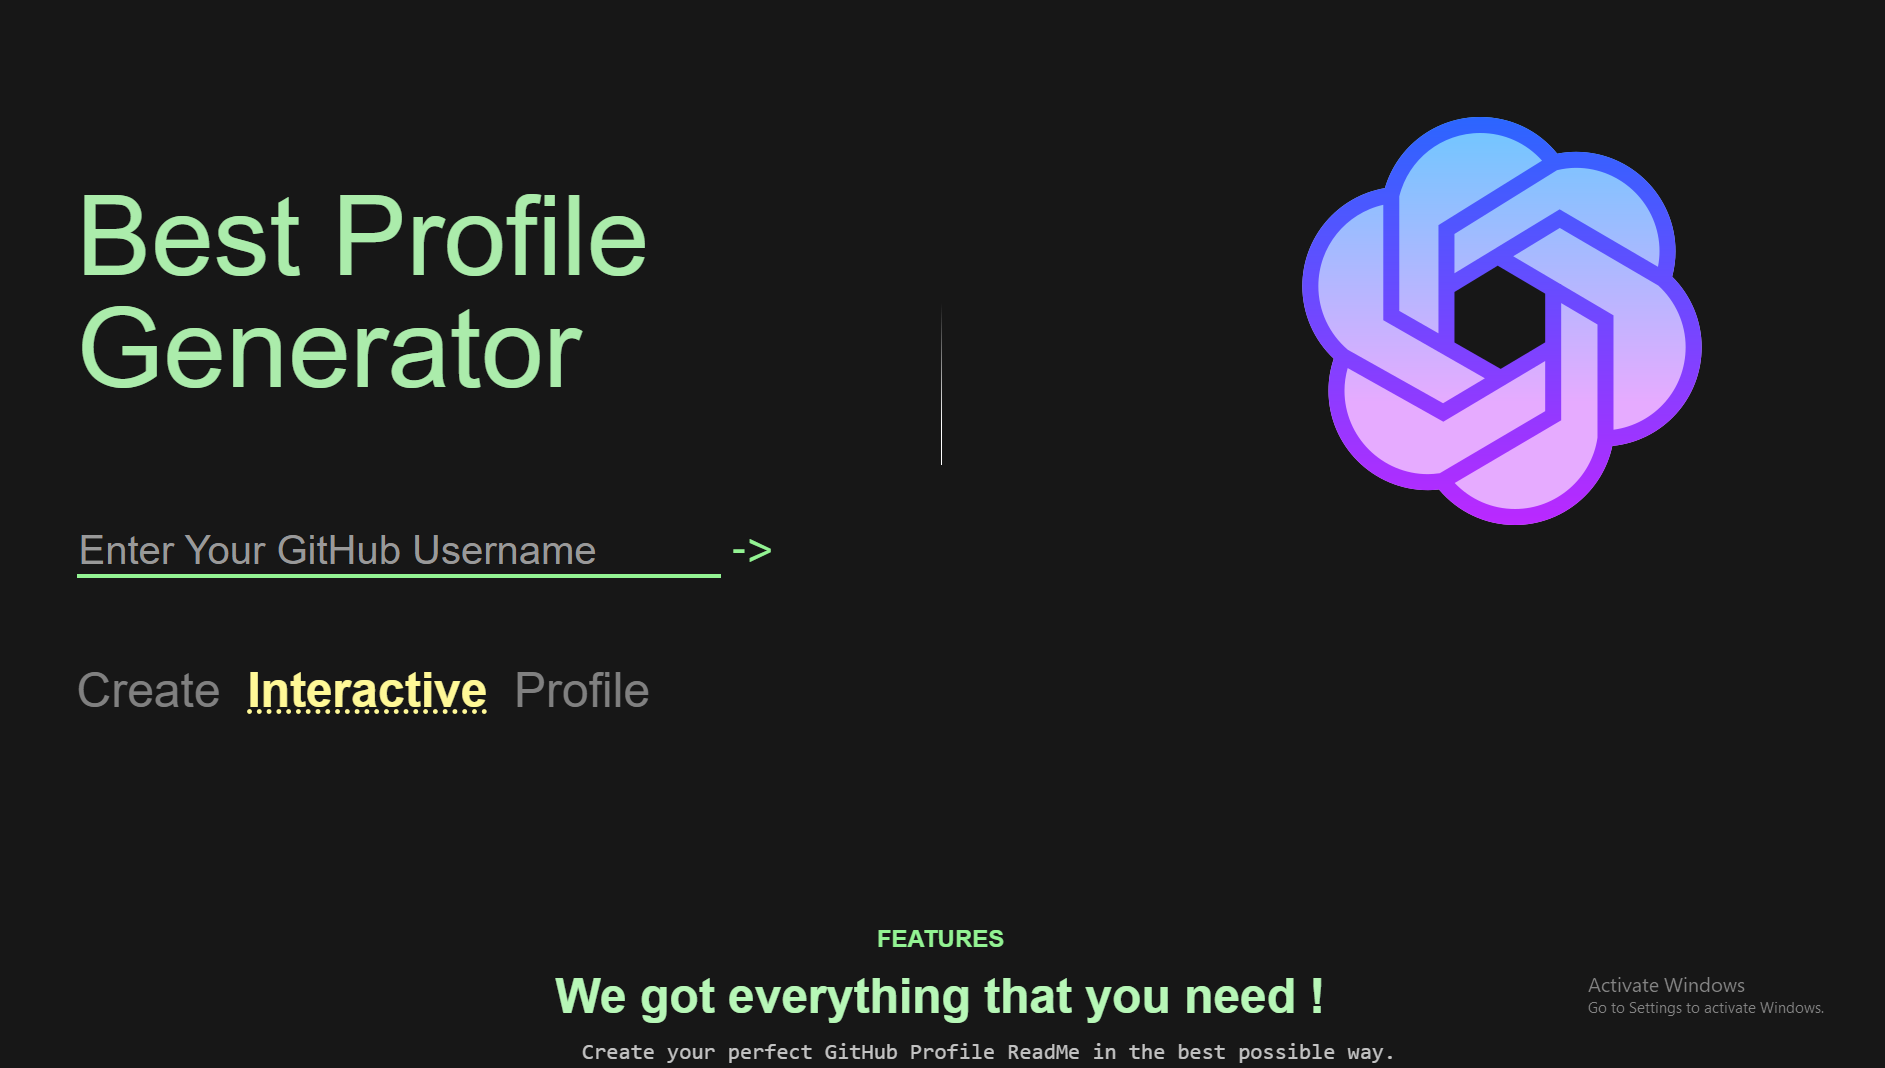 Best Profile
Generator
Enter Your GitHub Username ->
Create Interactive Profile
FEATURES
We got everything that you need !
Create your perfect GitHub Profile ReadMe in the best possible way.
Activate Windows
Go to Settings to activate Windows.